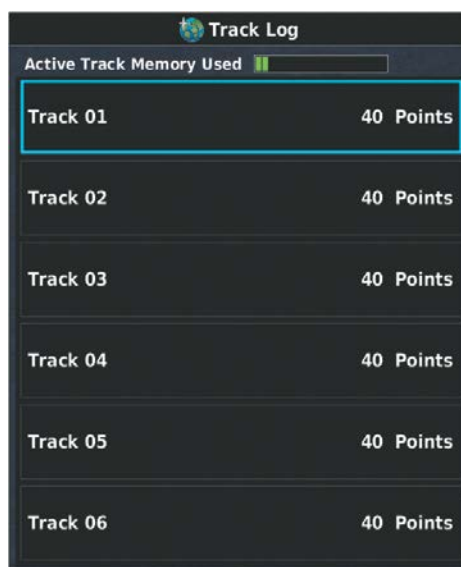 Track Log
Active Track Memory Used
Track 01 40 Points
Track 02 40 Points
Track 03 40 Points
Track 04 40 Points
Track 05 40 Points
Track 06 40 Points